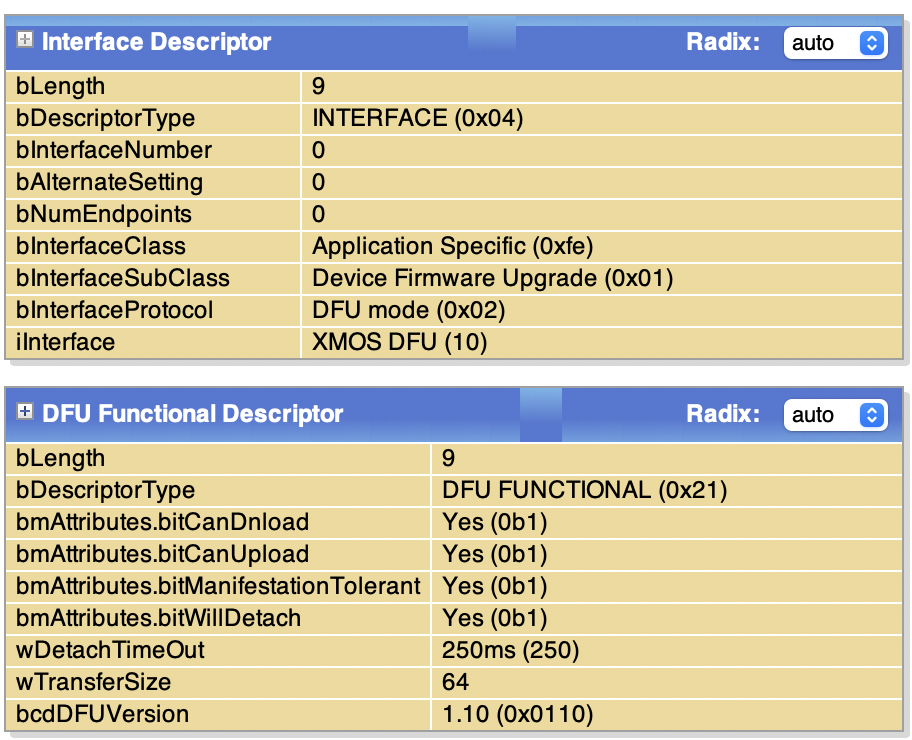 Interface Descriptor Radix: auto
bLength 9
bDescriptorType INTERFACE (0x04)
bInterfaceNumber 0
bAlternateSetting 0
bNumEndpoints 0
bInterfaceClass Application Specific (0xfe)
bInterfaceSubClass Device Firmware Upgrade (0x01)
bInterfaceProtocol DFU mode (0x02)
iInterface XMOS DFU (10)
DFU Functional Descriptor Radix: auto
bLength 9
bDescriptorType DFU FUNCTIONAL (0x21)
bmAttributes.bitCanDnload Yes (0b1)
bmAttributes.bitCanUpload Yes (0b1)
bmAttributes.bitManifestationTolerant Yes (0b1)
bmAttributes.bitWillDetach Yes (0b1)
wDetachTimeOut 250ms (250)
wTransferSize 64
bcdDFUVersion 1.10 (0x0110)